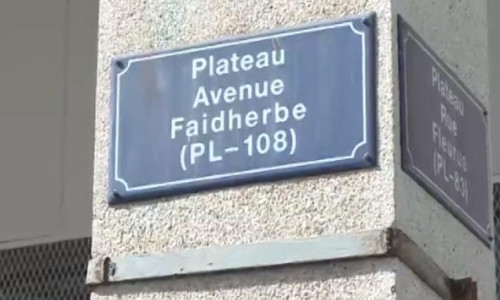 Plateau
Avenue
Faidherbe
(PL-108)
Plateau
Rue
Fleurus
(PL-83)